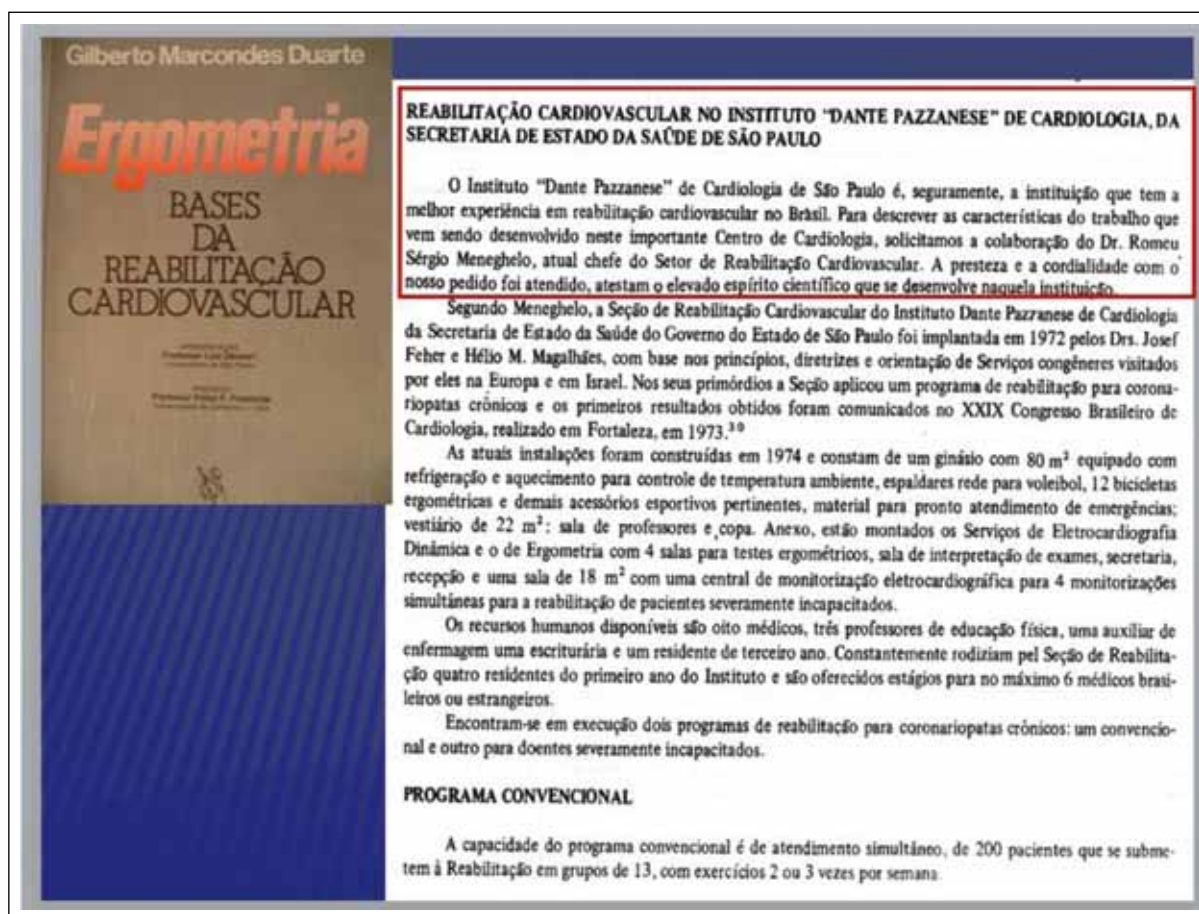 Gilberto Marcondes Duarte
Ergometria
BASES
DA
REABILITAÇÃO
CARDIOVASCULAR
REABILITAÇÃO CARDIOVASCULAR NO INSTITUTO "DANTE PAZZANESE" DE CARDIOLOGIA, DA
SECRETARIA DE ESTADO DA SAÚDE DE SÃO PAULO
O Instituto "Dante Pazzanese" de Cardiologia de São Paulo é, seguramente, a instituição que tem a
melhor experiência em reabilitação cardiovascular no Brasil. Para descrever as características do trabalho que
vem sendo desenvolvido neste importante Centro de Cardiologia, solicitamos a colaboração do Dr. Romeu
Sérgio Meneghelo, atual chefe do Setor de Reabilitação Cardiovascular. A presteza e a cordialidade com o
nosso pedido foi atendido, atestam o elevado espírito científico que se desenvolve naquela instituição.
Segundo Meneghelo, a Seção de Reabilitação Cardiovascular do Instituto Dante Pazzanese de Cardiologia
da Secretaria de Estado da Saúde do Governo do Estado de São Paulo foi implantada em 1972 pelos Drs. Josef
Feher e Hélio M. Magalhães, com base nos princípios, diretrizes e orientação de Serviços congêneres visitados
por eles na Europa e em Israel. Nos seus primórdios a Seção aplicou um programa de reabilitação para corona-
riopatas crônicos e os primeiros resultados obtidos foram comunicados no XXIX Congresso Brasileiro de
Cardiologia, realizado em Fortaleza, em 1973.³⁰
As atuais instalações foram construídas em 1974 e constam de um ginásio com 80 m² equipado com
refrigeração e aquecimento para controle de temperatura ambiente, espaldares rede para voleibol, 12 bicicletas
ergométricas e demais acessórios esportivos pertinentes, material para pronto atendimento de emergências;
vestiário de 22 m²; sala de professores e copa. Anexo, estão montados os Serviços de Eletrocardiografia
Dinâmica e o de Ergometria com 4 salas para testes ergométricos, sala de interpretação de exames, secretaria,
recepção e uma sala de 18 m² com uma central de monitorização eletrocardiográfica para 4 monitorizações
simultâneas para a reabilitação de pacientes severamente incapacitados.
Os recursos humanos disponíveis são oito médicos, três professores de educação física, uma auxiliar de
enfermagem uma escriturária e um residente de terceiro ano. Constantemente rodiziam pel Seção de Reabilita-
ção quatro residentes do primeiro ano do Instituto e são oferecidos estágios para no máximo 6 médicos brasi-
leiros ou estrangeiros.
Encontram-se em execução dois programas de reabilitação para coronariopatas crônicos: um convencio-
nal e outro para doentes severamente incapacitados.
PROGRAMA CONVENCIONAL
A capacidade do programa convencional é de atendimento simultâneo, de 200 pacientes que se subme-
tem à Reabilitação em grupos de 13, com exercícios 2 ou 3 vezes por semana.